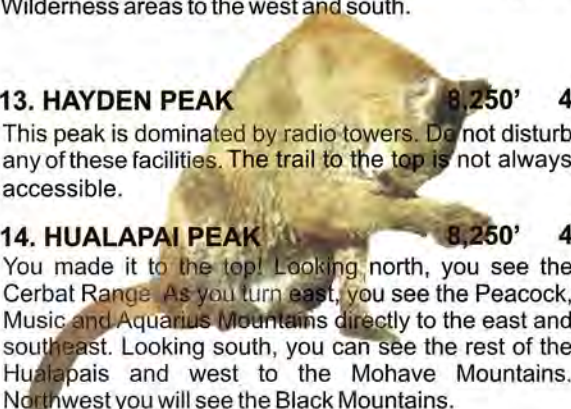 Wilderness areas to the west and south.
13. HAYDEN PEAK 8,250' 4
This peak is dominated by radio towers. Do not disturb
any of these facilities. The trail to the top is not always
accessible.
14. HUALAPAI PEAK 8,250' 4
You made it to the top! Looking north, you see the
Cerbat Range. As you turn east, you see the Peacock,
Music and Aquarius Mountains directly to the east and
southeast. Looking south, you can see the rest of the
Hualapais and west to the Mohave Mountains.
Northwest you will see the Black Mountains.